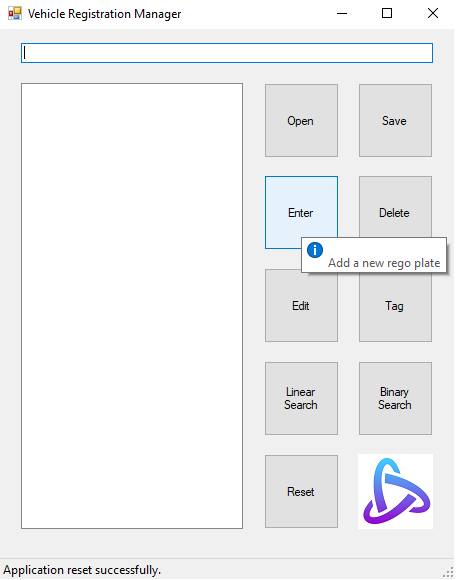 Vehicle Registration Manager
Open
Save
Enter
Delete
Add a new rego plate
Edit
Tag
Linear
Search
Binary
Search
Reset
Application reset successfully.